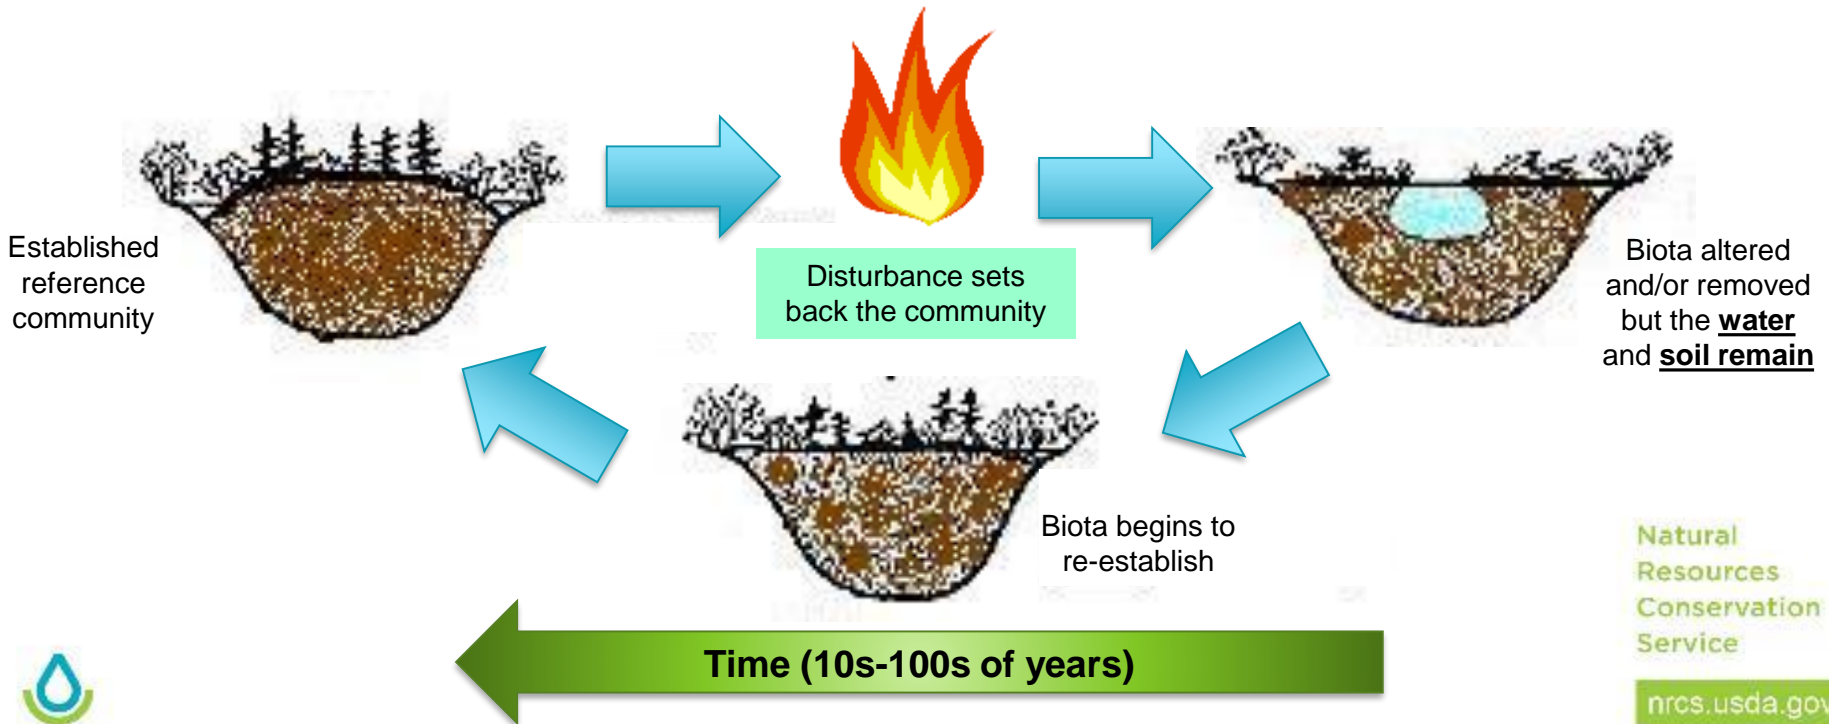 Established
reference
community
Disturbance sets
back the community
Biota altered
and/or removed
but the water
and soil remain
Biota begins to
re-establish
Time (10s-100s of years)
Natural
Resources
Conservation
Service
nrcs.usda.gov